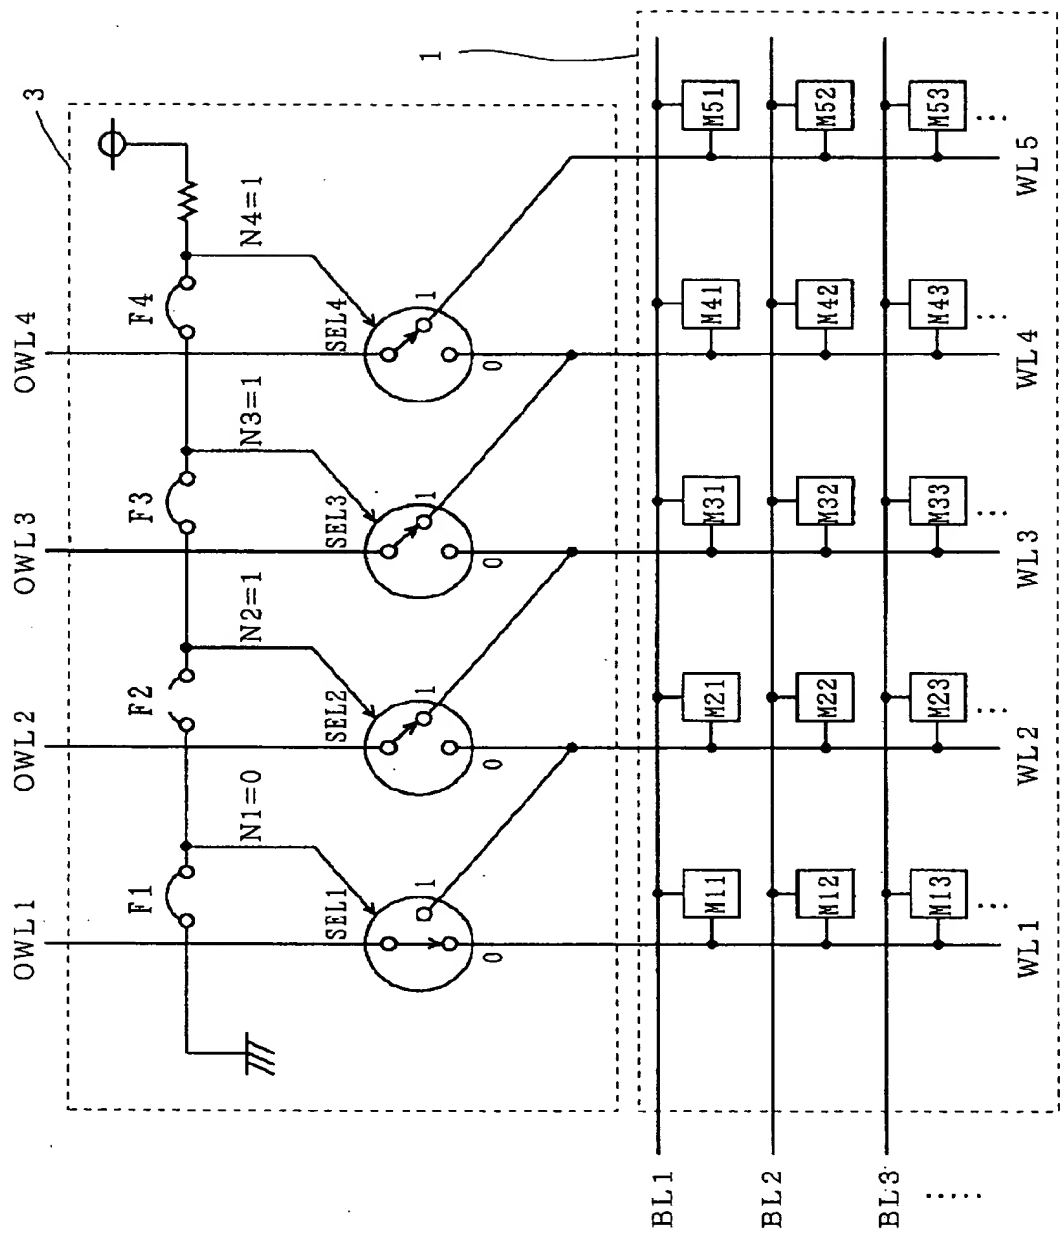 3
1
OWL1
OWL2
OWL3
OWL4
F1
F2
F3
F4
N1=0
N2=1
N3=1
N4=1
SEL1
SEL2
SEL3
SEL4
1
1
1
1
0
0
0
0
BL1
M11
M21
M31
M41
M51
BL2
M12
M22
M32
M42
M52
BL3
M13
M23
M33
M43
M53
.....
WL1
WL2
WL3
WL4
WL5